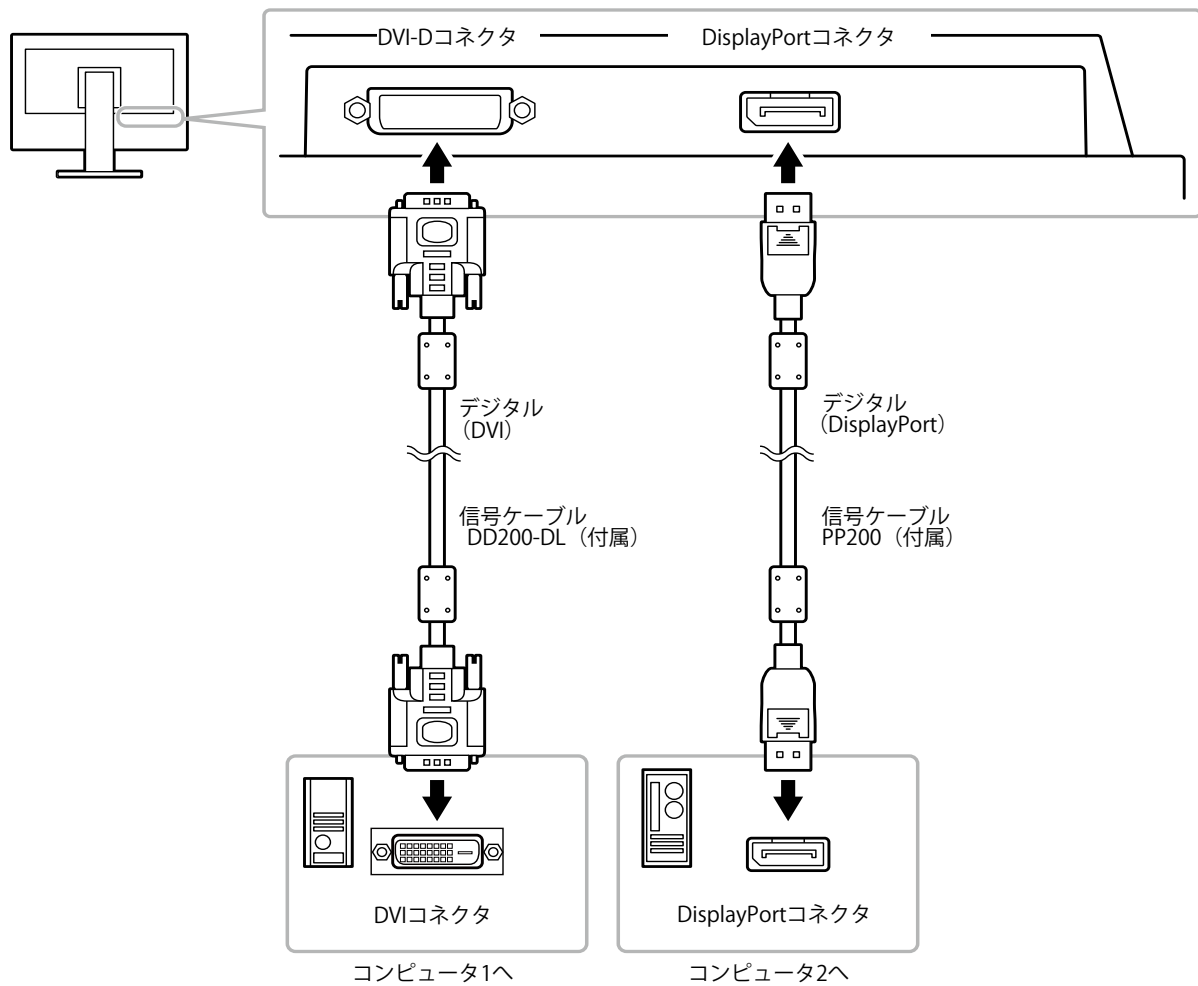 DVI-Dコネクタ
DisplayPortコネクタ
デジタル
（DVI）
デジタル
（DisplayPort）
信号ケーブル
DD200-DL（付属）
信号ケーブル
PP200（付属）
DVIコネクタ
DisplayPortコネクタ
コンピュータ1へ
コンピュータ2へ